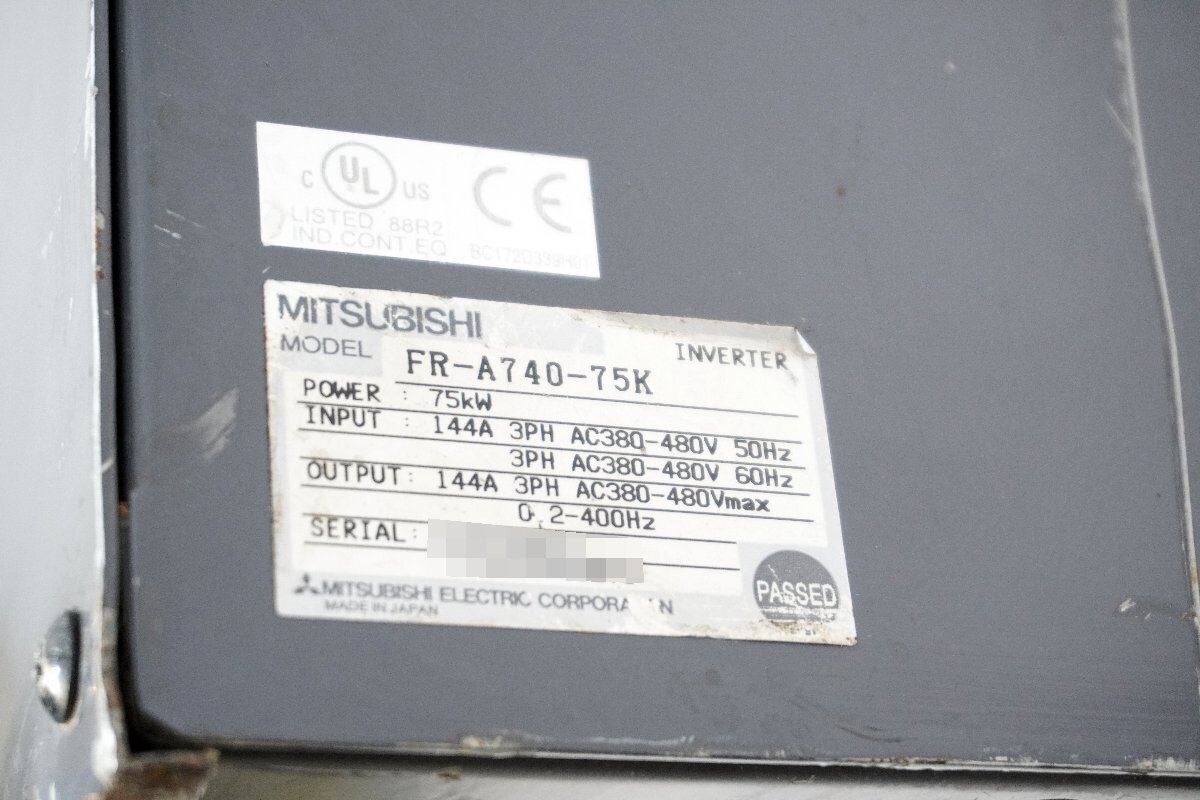 C UL US
LISTED 88R2
IND.CONT.EQ
CE
BC172D339H01
MITSUBISHI
INVERTER
MODEL FR-A740-75K
POWER : 75kW
INPUT : 144A 3PH AC380-480V 50Hz
3PH AC380-480V 60Hz
OUTPUT: 144A 3PH AC380-480Vmax
0.2-400Hz
SERIAL:
MITSUBISHI ELECTRIC
MADE IN JAPAN
PASSED